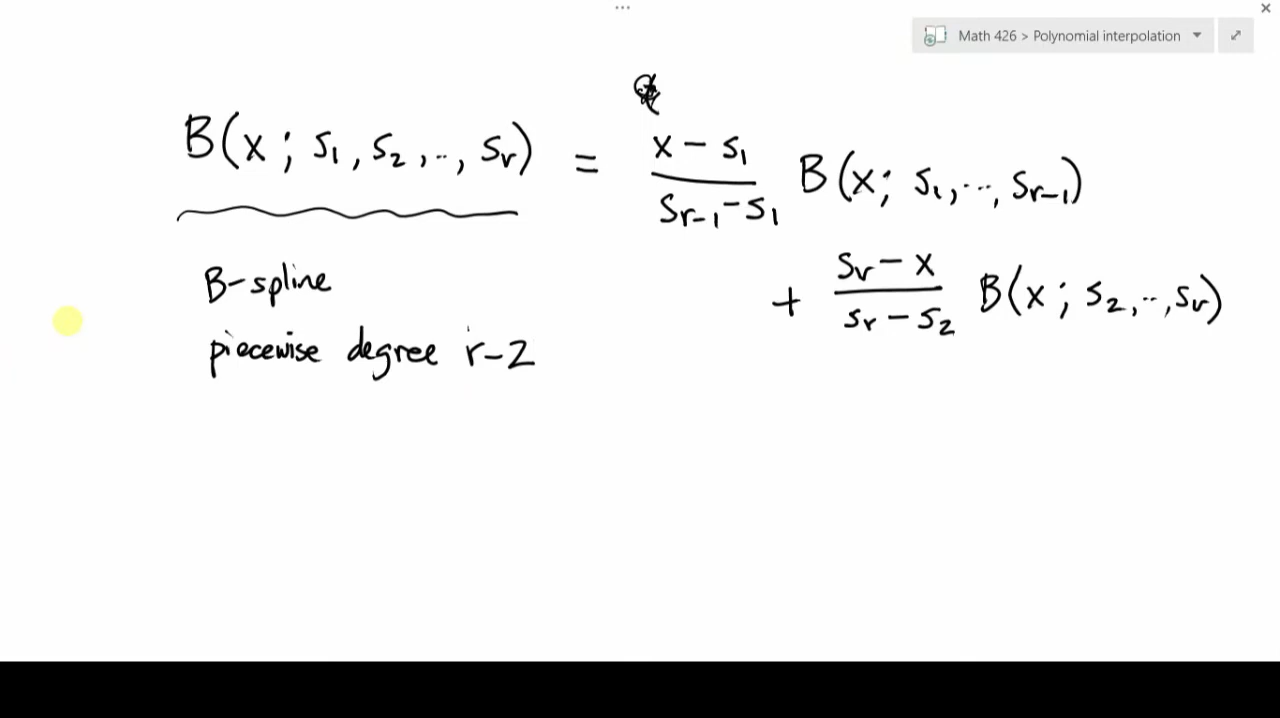 Math 426 > Polynomial interpolation
B(x; s₁, s₂, .., sᵣ) = (x - s₁)/(sᵣ₋₁ - s₁) B(x; s₁, ..., sᵣ₋₁)
+ (sᵣ - x)/(sᵣ - s₂) B(x; s₂, .., sᵣ)
B-spline
piecewise degree r-2